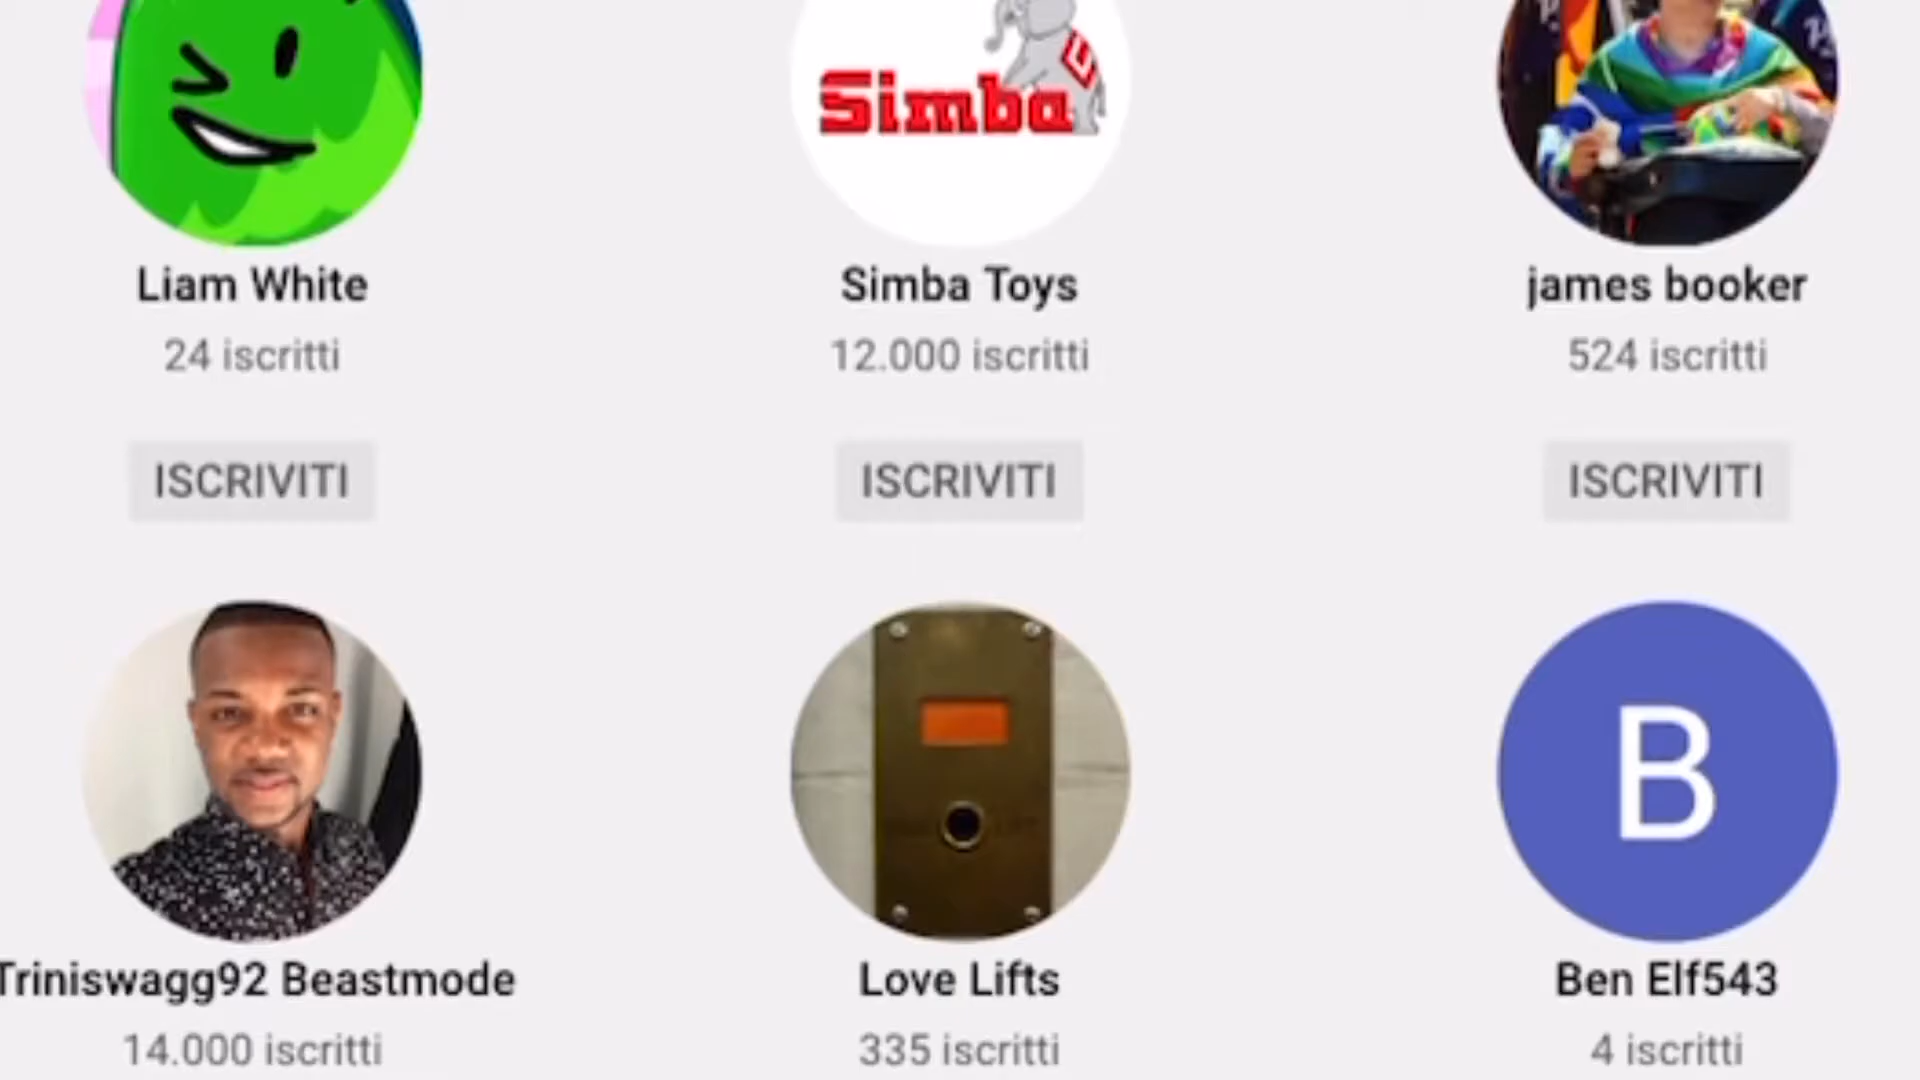 Simba
Liam White
Simba Toys
james booker
24 iscritti
12.000 iscritti
524 iscritti
ISCRIVITI
ISCRIVITI
ISCRIVITI
B
Triniswagg92 Beastmode
Love Lifts
Ben Elf543
14.000 iscritti
335 iscritti
4 iscritti